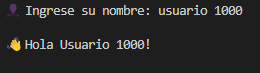 👤 Ingrese su nombre: usuario 1000
👋Hola Usuario 1000!